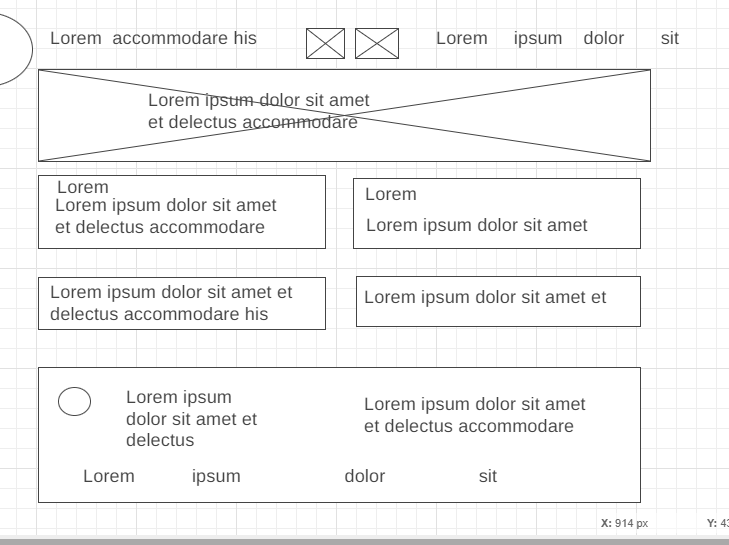 Lorem accommodare his
Lorem ipsum dolor sit
Lorem ipsum dolor sit amet
et delectus accommodare
Lorem
Lorem ipsum dolor sit amet
et delectus accommodare
Lorem
Lorem ipsum dolor sit amet
Lorem ipsum dolor sit amet et
delectus accommodare his
Lorem ipsum dolor sit amet et
Lorem ipsum
dolor sit amet et
delectus
Lorem ipsum dolor sit amet
et delectus accommodare
Lorem ipsum dolor sit
X: 914 px Y: